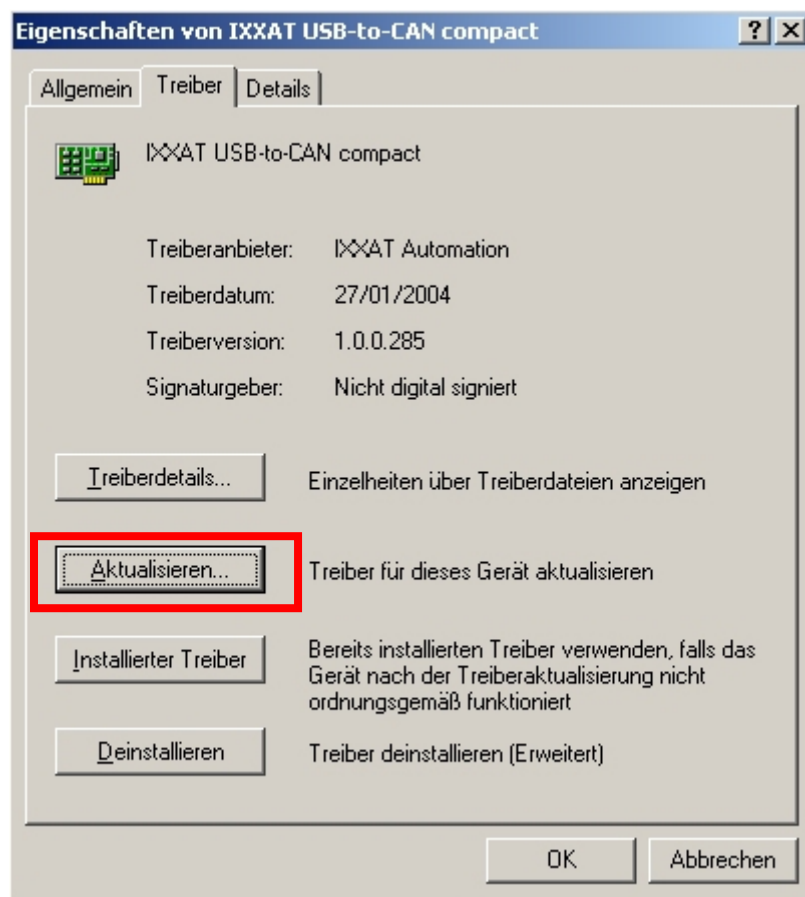 Eigenschaften von IXXAT USB-to-CAN compact
Allgemein Treiber Details
IXXAT USB-to-CAN compact
Treiberanbieter: IXXAT Automation
Treiberdatum: 27/01/2004
Treiberversion: 1.0.0.285
Signaturgeber: Nicht digital signiert
Treiberdetails... Einzelheiten über Treiberdateien anzeigen
Aktualisieren... Treiber für dieses Gerät aktualisieren
Installierter Treiber Bereits installierten Treiber verwenden, falls das
Gerät nach der Treiberaktualisierung nicht
ordnungsgemäß funktioniert
Deinstallieren Treiber deinstallieren (Erweitert)
OK Abbrechen